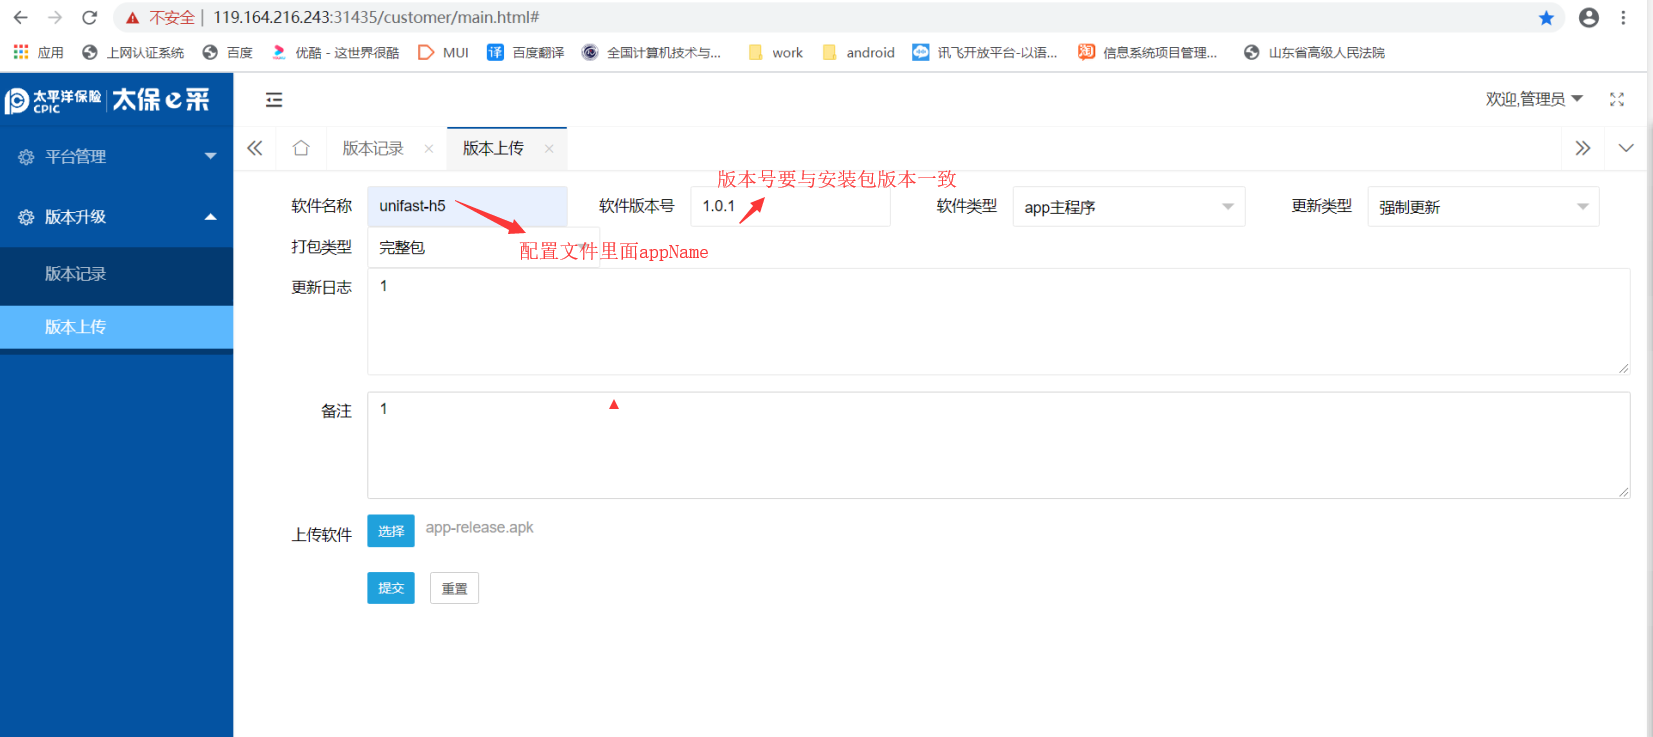 不安全 | 119.164.216.243:31435/customer/main.html#
应用 上网认证系统 百度 优酷 - 这世界很酷 MUI 译 百度翻译 全国计算机技术与... work android 讯飞开放平台-以语... 信息系统项目管理... 山东省高级人民法院
太平洋保险 CPIC 太保e采
欢迎,管理员
平台管理
版本升级
版本记录
版本上传
版本记录 × 版本上传 ×
版本号要与安装包版本一致
软件名称 unifast-h5 软件版本号 1.0.1 软件类型 app主程序 更新类型 强制更新
打包类型 完整包 配置文件里面appName
更新日志 1
备注 1
上传软件 选择 app-release.apk
提交 重置